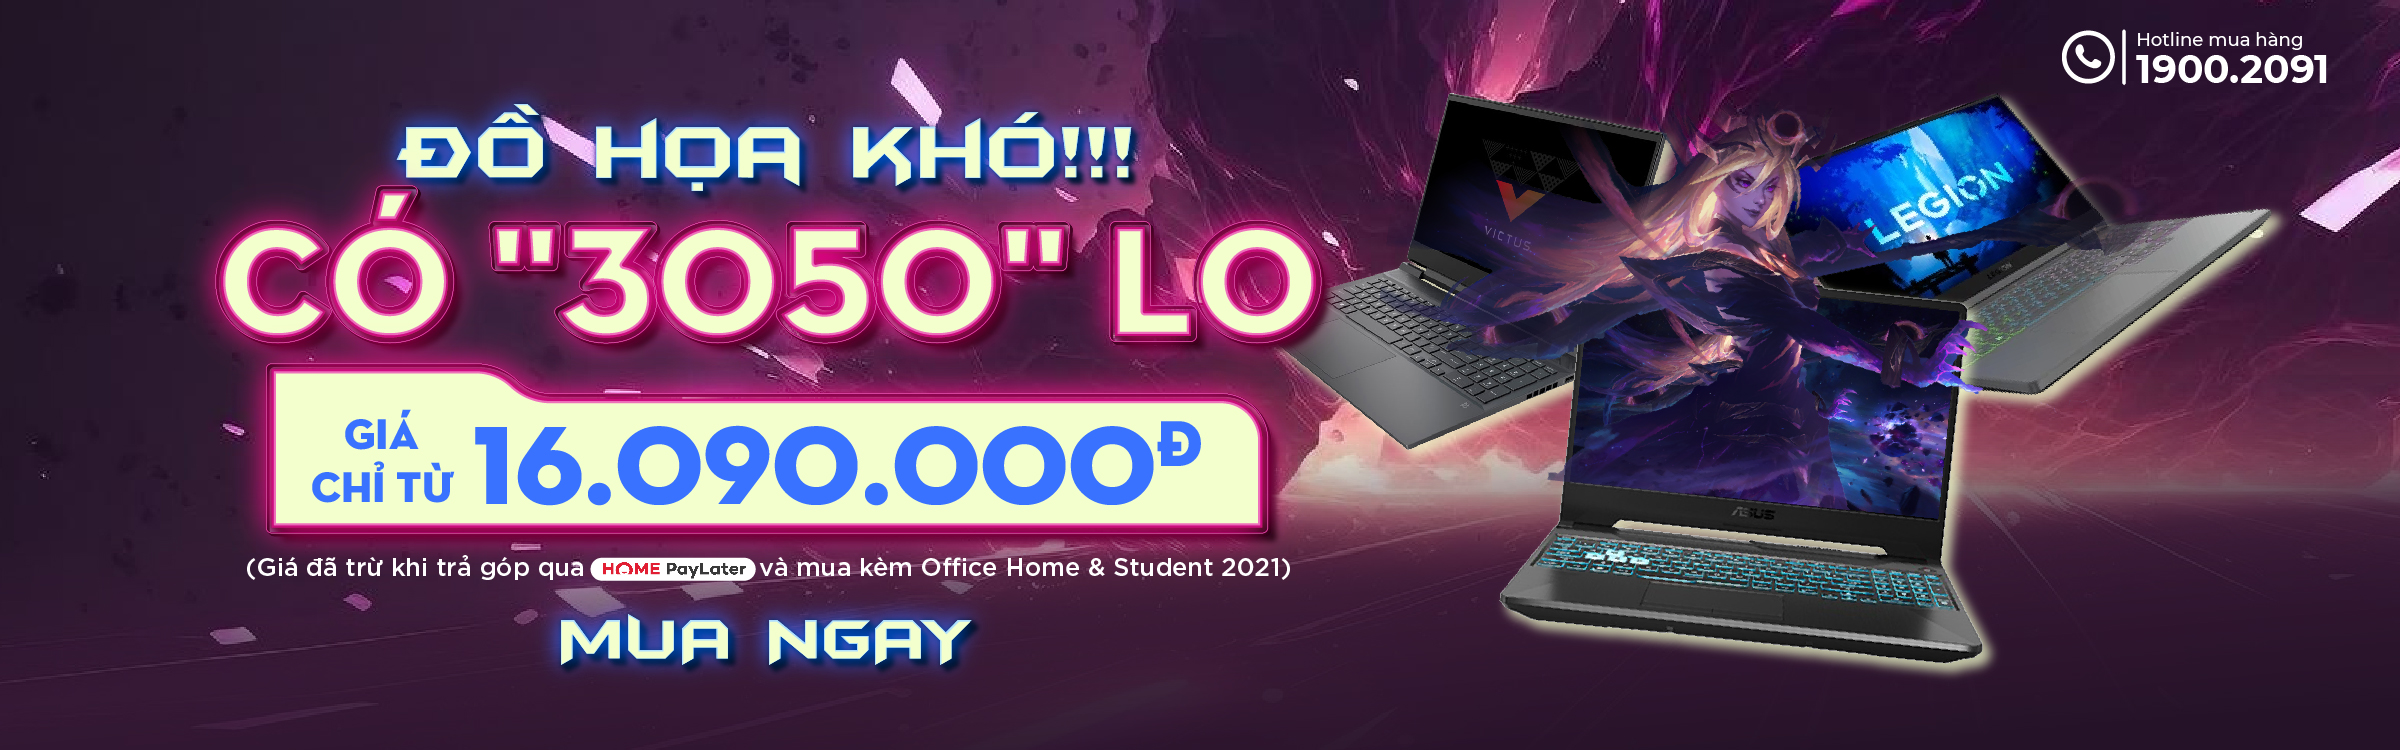 Hotline mua hàng
1900.2091
ĐỒ HỌA KHÓ!!!
CÓ "3050" LO
GIÁ CHỈ TỪ 16.090.000Đ
(Giá đã trừ khi trả góp qua HOME PayLater và mua kèm Office Home & Student 2021)
MUA NGAY
VICTUS
LEGION
LEGION
ASUS